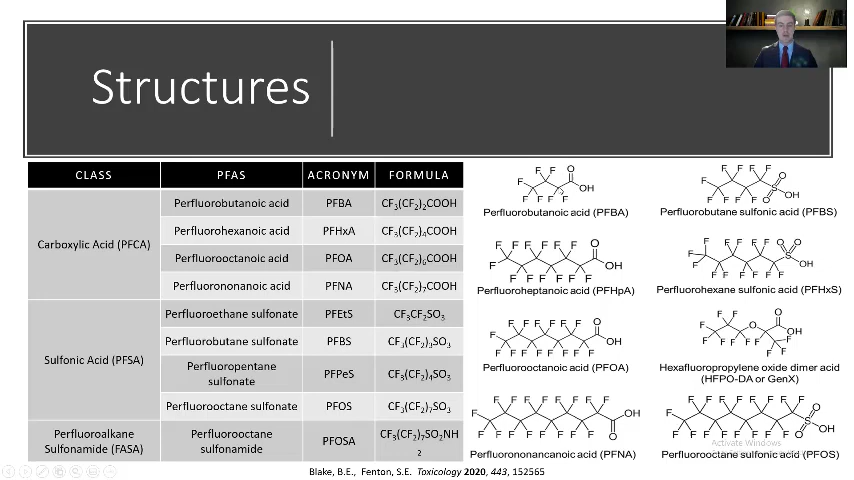 Structures
CLASS PFAS ACRONYM FORMULA
Carboxylic Acid (PFCA)
Perfluorobutanoic acid PFBA CF3(CF2)2COOH
Perfluorohexanoic acid PFHxA CF3(CF2)4COOH
Perfluorooctanoic acid PFOA CF3(CF2)6COOH
Perfluorononanoic acid PFNA CF3(CF2)7COOH
Sulfonic Acid (PFSA)
Perfluoroethane sulfonate PFEtS CF3CF2SO3
Perfluorobutane sulfonate PFBS CF3(CF2)3SO3
Perfluoropentane
sulfonate PFPeS CF3(CF2)4SO3
Perfluorooctane sulfonate PFOS CF3(CF2)7SO3
Perfluoroalkane
Sulfonamide (FASA)
Perfluorooctane
sulfonamide
PFOSA
CF3(CF2)7SO2NH
2
Perfluorobutanoic acid (PFBA)
Perfluorobutane sulfonic acid (PFBS)
Perfluoroheptanoic acid (PFHpA)
Perfluorohexane sulfonic acid (PFHxS)
Perfluorooctanoic acid (PFOA)
Hexafluoropropylene oxide dimer acid
(HFPO-DA or GenX)
Perfluorononancanoic acid (PFNA)
Perfluorooctane sulfonic acid (PFOS)
Activate Windows
Blake, B.E., Fenton, S.E. Toxicology 2020, 443, 152565